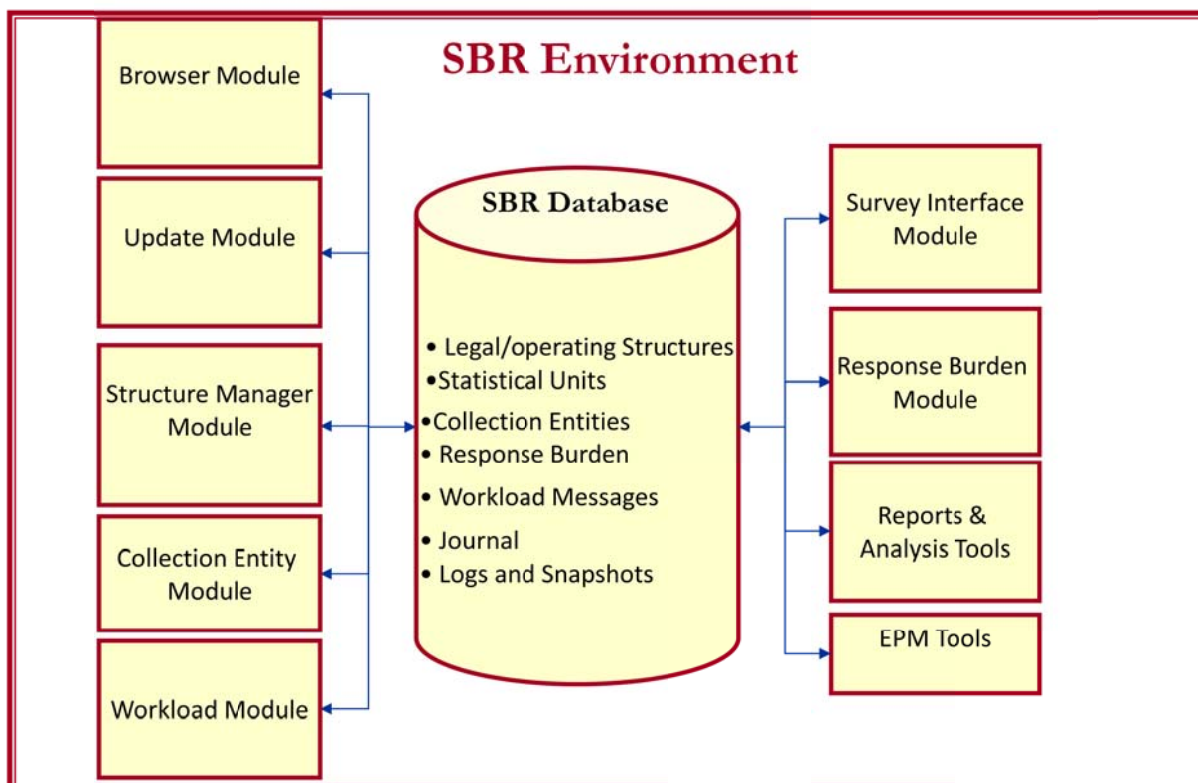 SBR Environment
Browser Module
Update Module
Structure Manager
Module
Collection Entity
Module
Workload Module
SBR Database
• Legal/operating Structures
•Statistical Units
•Collection Entities
• Response Burden
• Workload Messages
• Journal
• Logs and Snapshots
Survey Interface
Module
Response Burden
Module
Reports &
Analysis Tools
EPM Tools